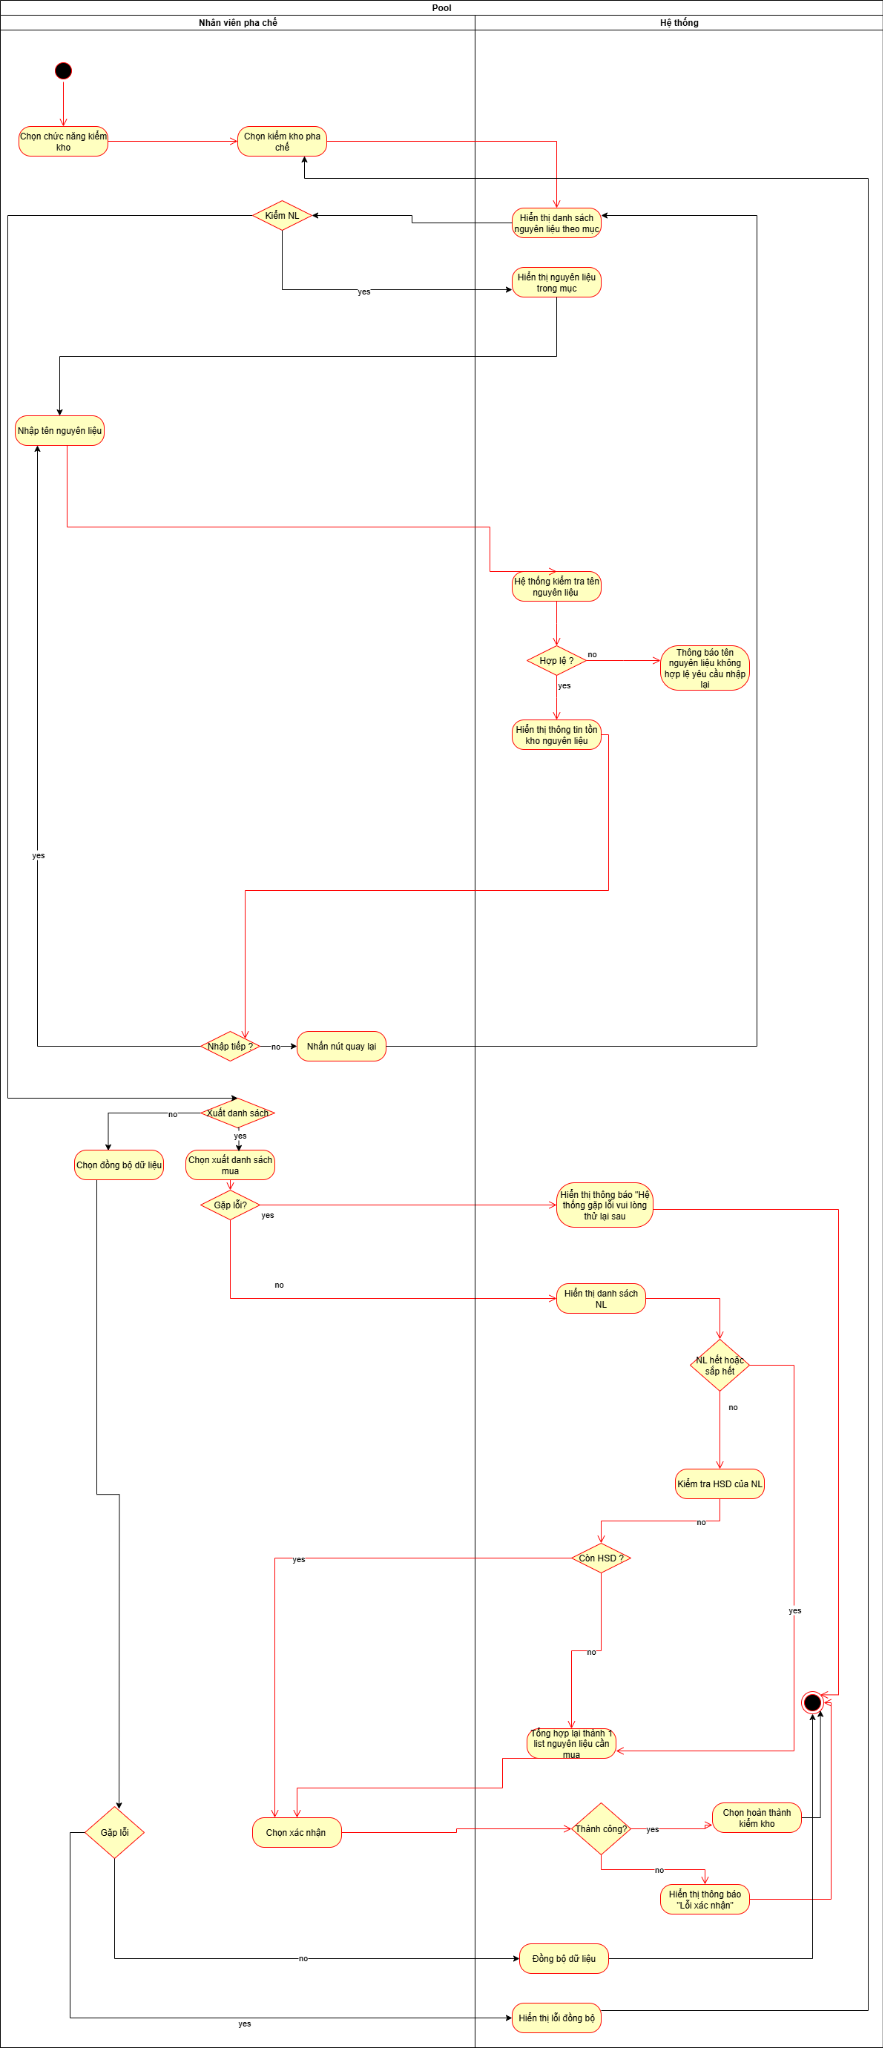 Pool
Nhân viên pha chế
Hệ thống
Chọn chức năng kiểm
kho
Chọn kiểm kho pha
chế
Kiểm NL
Hiển thị danh sách
nguyên liệu theo mục
Hiển thị nguyên liệu
trong mục
yes
Nhập tên nguyên liệu
Hệ thống kiểm tra tên
nguyên liệu
Hợp lệ ?
no
Thông báo tên
nguyên liệu không
hợp lệ yêu cầu nhập
lại
yes
Hiển thị thông tin tồn
kho nguyên liệu
yes
Nhập tiếp ?
no
Nhấn nút quay lại
Xuất danh sách
no
yes
Chọn đồng bộ dữ liệu
Chọn xuất danh sách
mua
Gặp lỗi?
yes
Hiển thị thông báo "Hệ
thống gặp lỗi vui lòng
thử lại sau
no
Hiển thị danh sách
NL
NL hết hoặc
sắp hết
no
Kiểm tra HSD của NL
no
Còn HSD ?
yes
yes
no
Tổng hợp lại thành 1
list nguyên liệu cần
mua
Gặp lỗi
Chọn xác nhận
Thành công?
yes
Chọn hoàn thành
kiểm kho
no
Hiển thị thông báo
"Lỗi xác nhận"
no
Đồng bộ dữ liệu
yes
Hiển thị lỗi đồng bộ